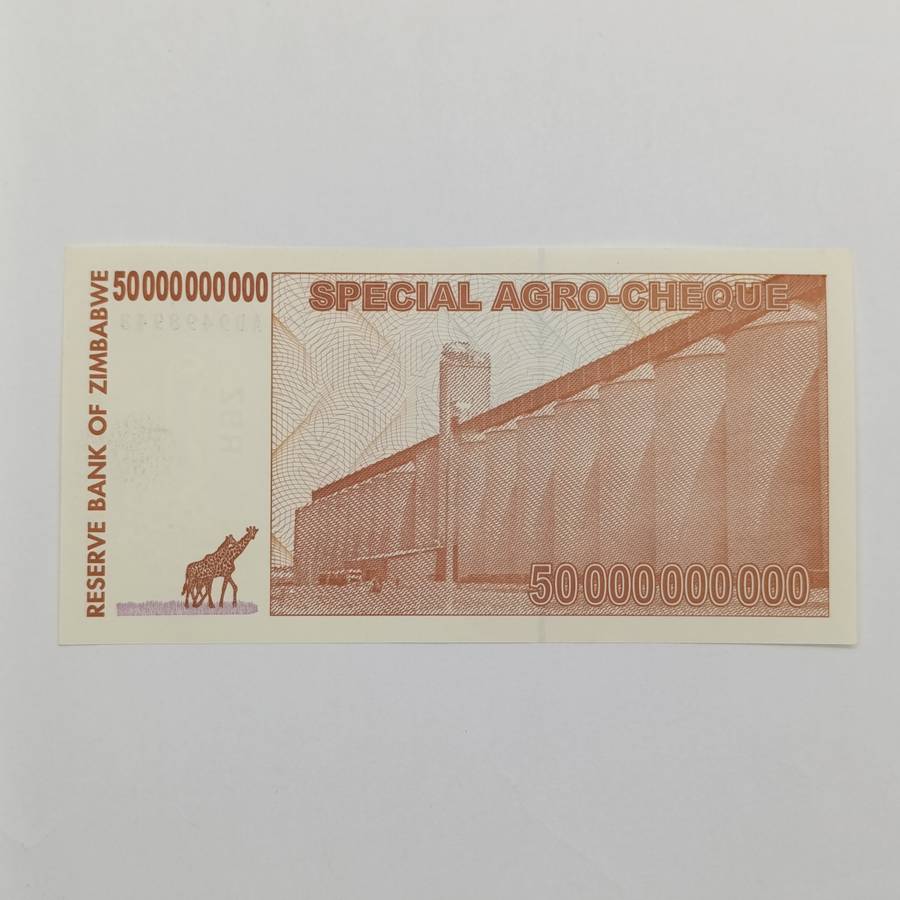 RESERVE BANK OF ZIMBABWE
50 000 000 000
SPECIAL AGRO-CHEQUE
50 000 000 000